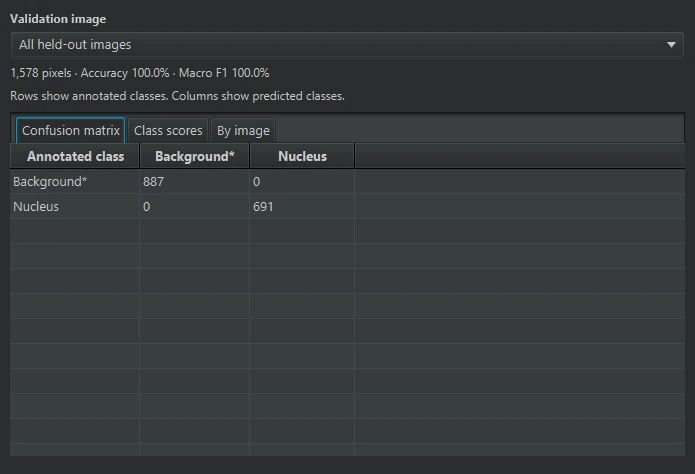 Validation image
All held-out images
1,578 pixels · Accuracy 100.0% · Macro F1 100.0%
Rows show annotated classes. Columns show predicted classes.
Confusion matrix Class scores By image
Annotated class Background* Nucleus
Background* 887 0
Nucleus 0 691